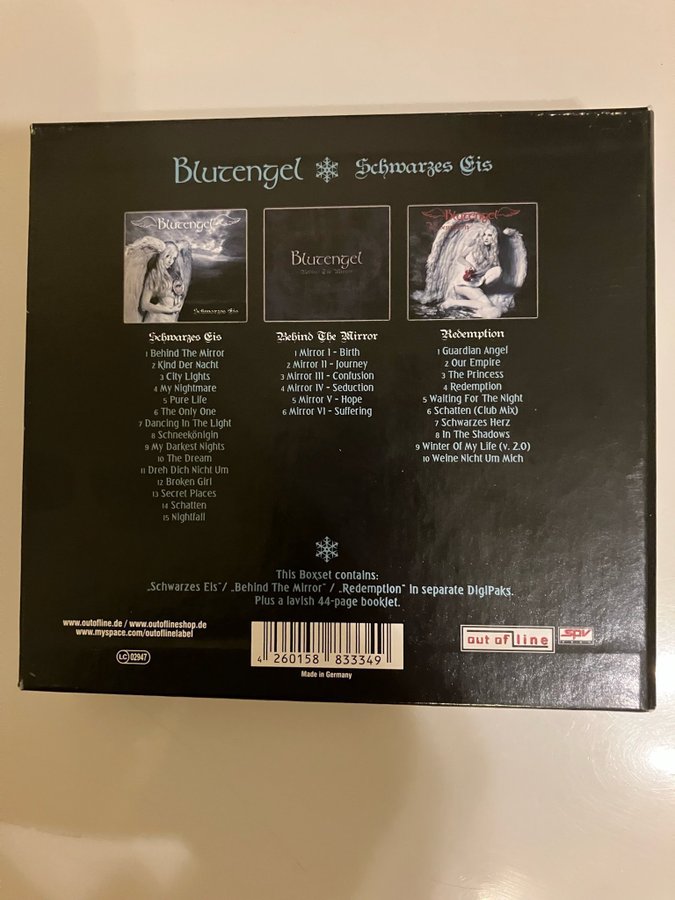 Blutengel Schwarzes Eis
Blutengel
Schwarzes Eis
Blutengel
Behind The Mirror
Blutengel
Schwarzes Eis
1 Behind The Mirror
2 Kind Der Nacht
3 City Lights
4 My Nightmare
5 Pure Life
6 The Only One
7 Dancing In The Light
8 Schneekönigin
9 My Darkest Nights
10 The Dream
11 Dreh Dich Nicht Um
12 Broken Girl
13 Secret Places
14 Schatten
15 Nightfall
Behind The Mirror
1 Mirror I - Birth
2 Mirror II - Journey
3 Mirror III - Confusion
4 Mirror IV - Seduction
5 Mirror V - Hope
6 Mirror VI - Suffering
Redemption
1 Guardian Angel
2 Our Empire
3 The Princess
4 Redemption
5 Waiting For The Night
6 Schatten (Club Mix)
7 Schwarzes Herz
8 In The Shadows
9 Winter Of My Life (v. 2.0)
10 Weine Nicht Um Mich
This Boxset contains:
„Schwarzes Eis"/ „Behind The Mirror" / „Redemption" in separate DigiPaks.
Plus a lavish 44-page booklet.
www.outofline.de / www.outoflineshop.de
www.myspace.com/outoflinelabel
LC 02947
4 260158 833349
Made in Germany
out of line
SPV